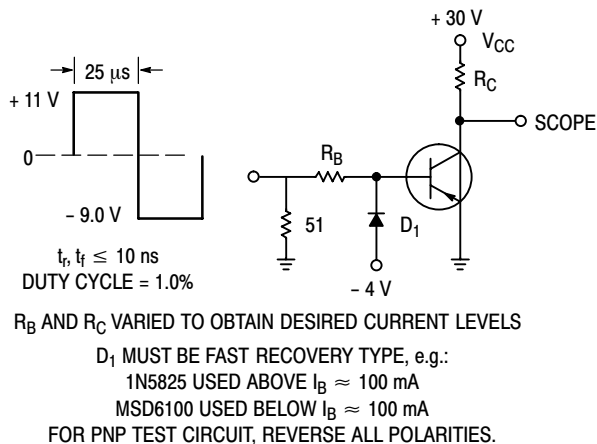 + 30 V
V_CC
R_C
SCOPE
25 μs
+ 11 V
0
− 9.0 V
R_B
51
D_1
− 4 V
t_r, t_f ≤ 10 ns
DUTY CYCLE = 1.0%
R_B AND R_C VARIED TO OBTAIN DESIRED CURRENT LEVELS
D_1 MUST BE FAST RECOVERY TYPE, e.g.:
1N5825 USED ABOVE I_B ≈ 100 mA
MSD6100 USED BELOW I_B ≈ 100 mA
FOR PNP TEST CIRCUIT, REVERSE ALL POLARITIES.